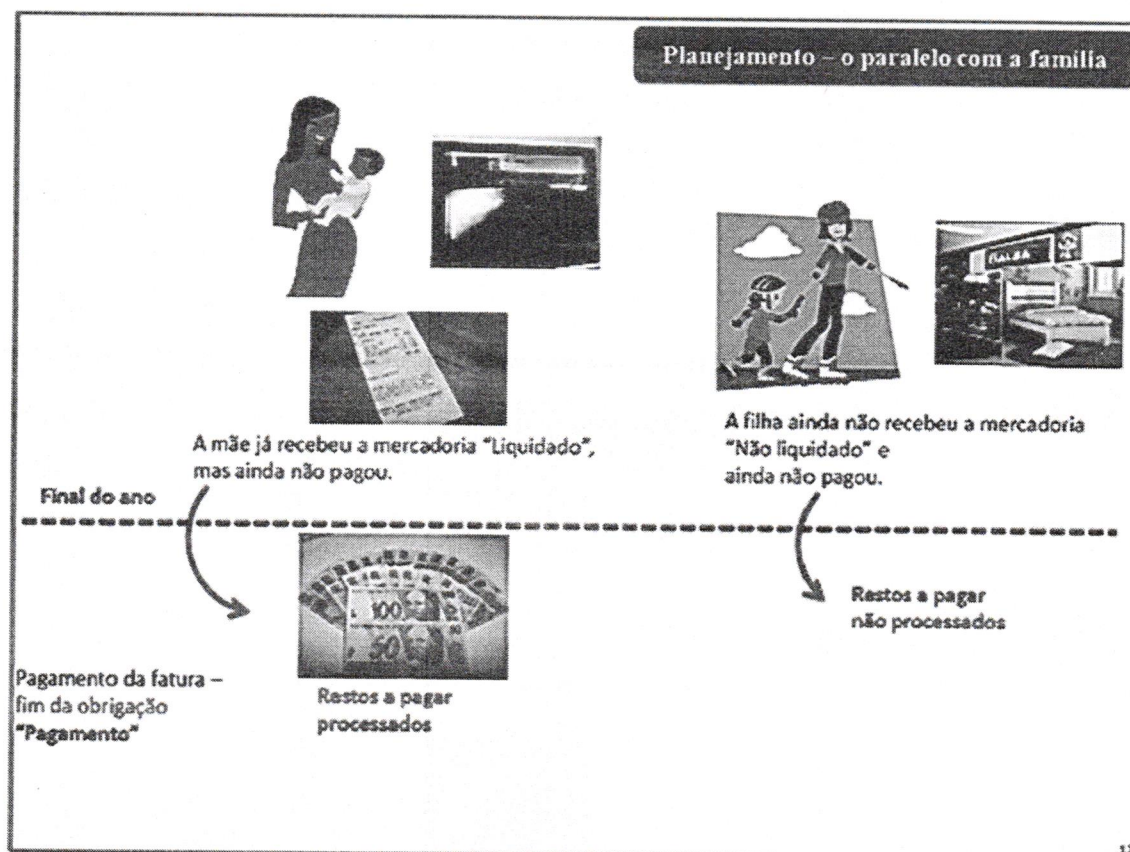 Planejamento – o paralelo com a família
A mãe já recebeu a mercadoria “Liquidado”,
mas ainda não pagou.
A filha ainda não recebeu a mercadoria
“Não liquidado” e
ainda não pagou.
Final do ano
100
50
Restos a pagar
não processados
Pagamento da fatura –
fim da obrigação
“Pagamento”
Restos a pagar
processados